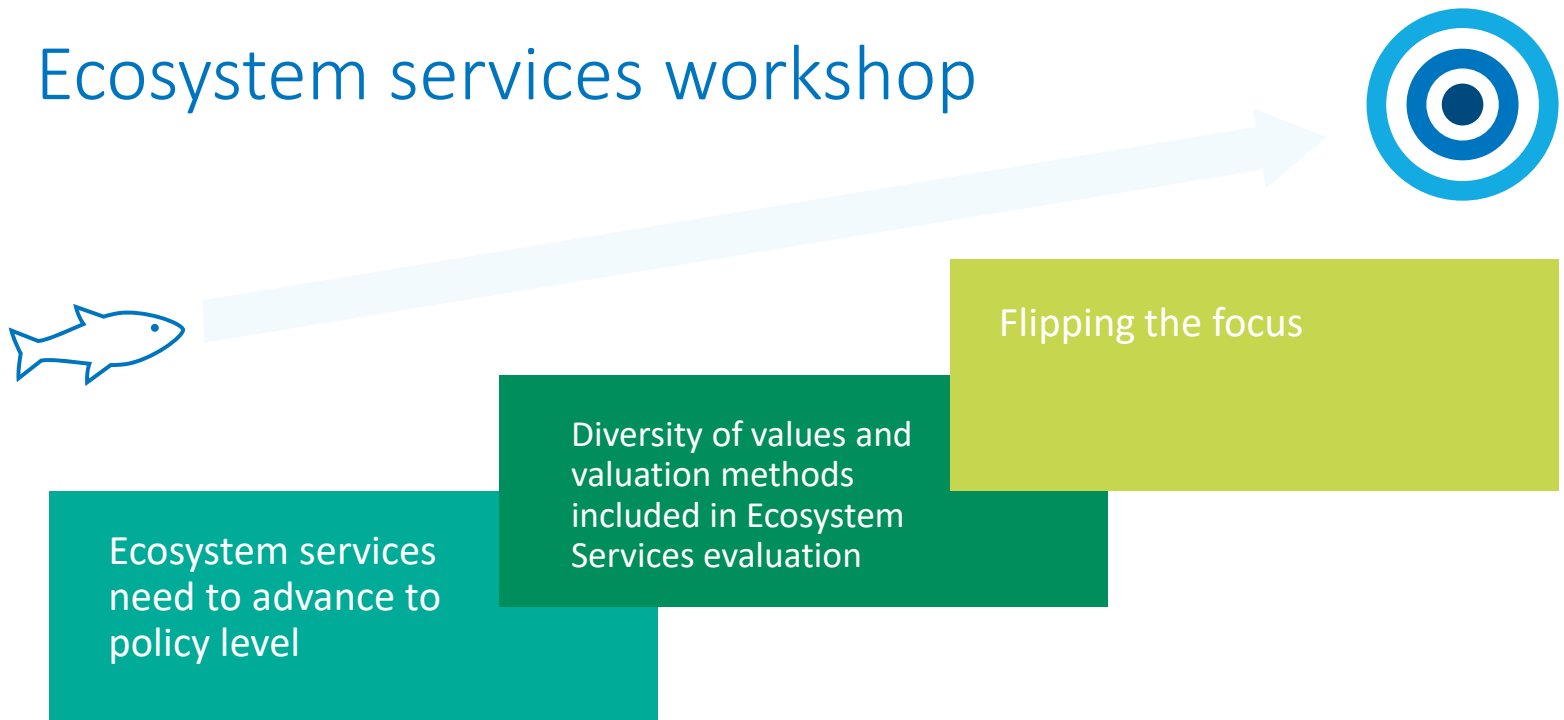 Ecosystem services workshop
Flipping the focus
Diversity of values and
valuation methods
included in Ecosystem
Services evaluation
Ecosystem services
need to advance to
policy level